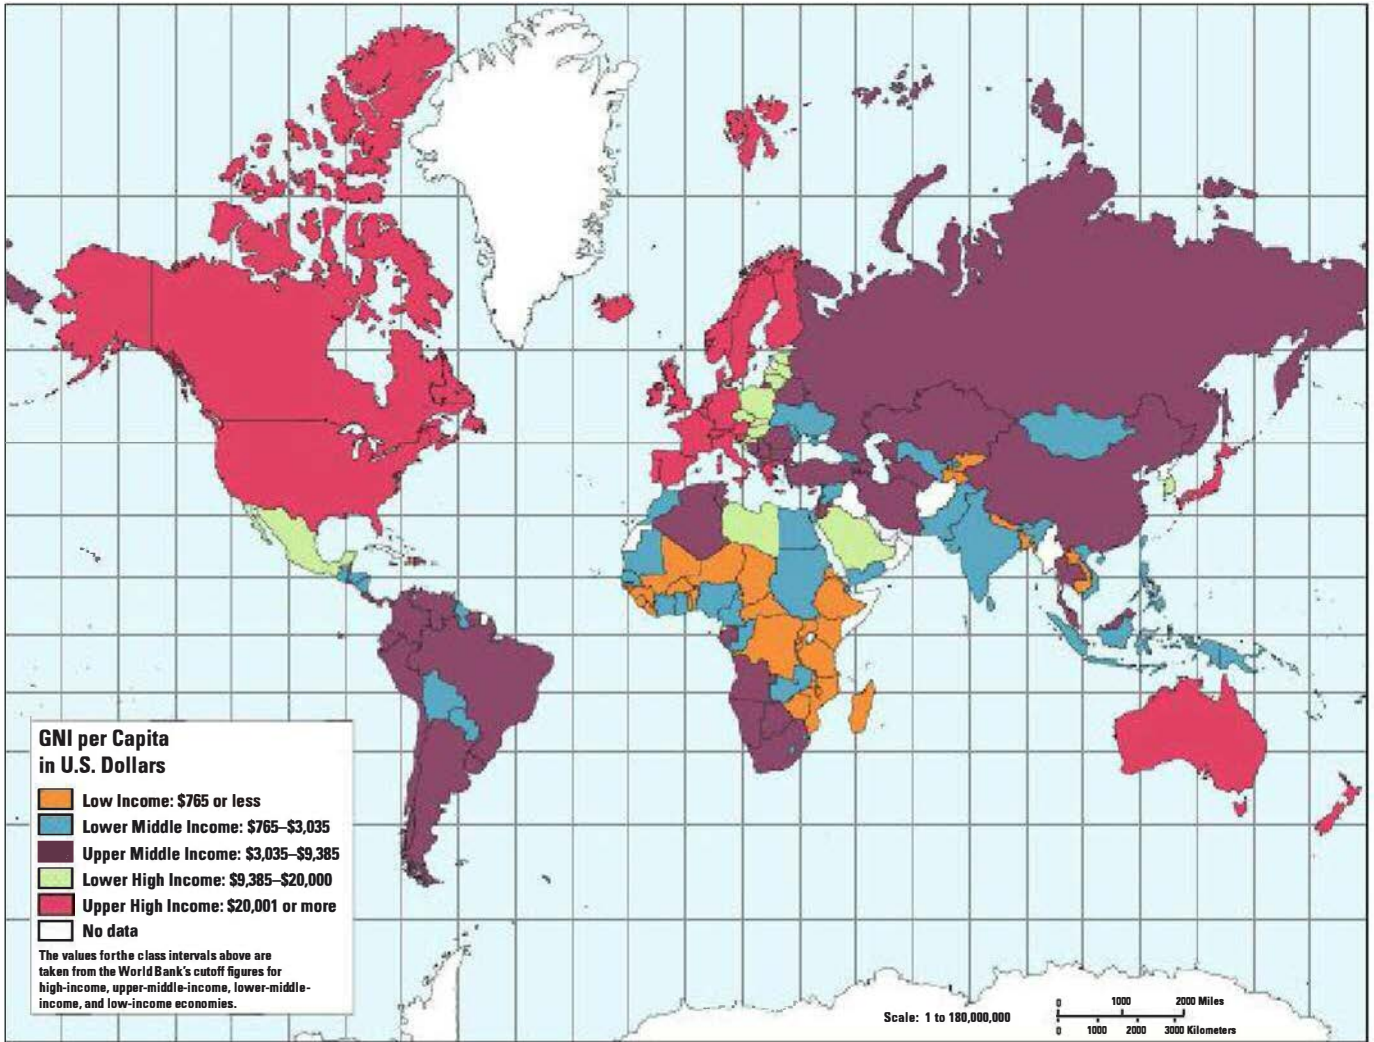 GNI per Capita
in U.S. Dollars
Low Income: $765 or less
Lower Middle Income: $765–$3,035
Upper Middle Income: $3,035–$9,385
Lower High Income: $9,385–$20,000
Upper High Income: $20,001 or more
No data
The values for the class intervals above are
taken from the World Bank's cutoff figures for
high-income, upper-middle-income, lower-middle-
income, and low-income economies.
Scale: 1 to 180,000,000
0 1000 2000 Miles
0 1000 2000 3000 Kilometers